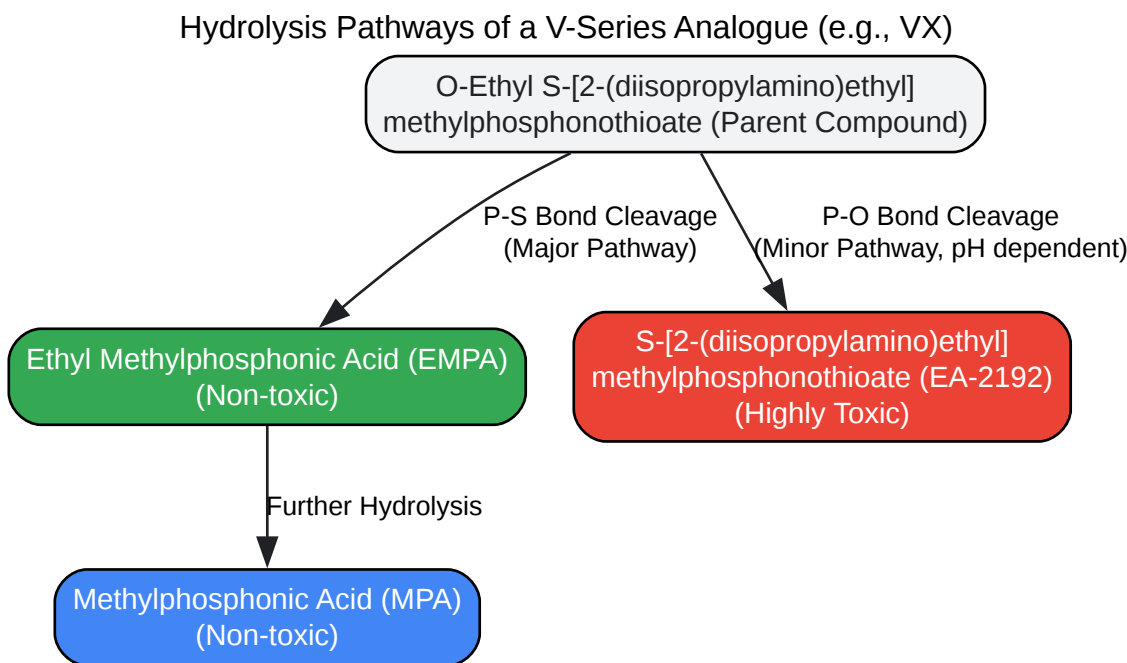 Hydrolysis Pathways of a V-Series Analogue (e.g., VX)
O-Ethyl S-[2-(diisopropylamino)ethyl]
methylphosphonothioate (Parent Compound)
P-S Bond Cleavage
(Major Pathway)
P-O Bond Cleavage
(Minor Pathway, pH dependent)
Ethyl Methylphosphonic Acid (EMPA)
(Non-toxic)
S-[2-(diisopropylamino)ethyl]
methylphosphonothioate (EA-2192)
(Highly Toxic)
Further Hydrolysis
Methylphosphonic Acid (MPA)
(Non-toxic)